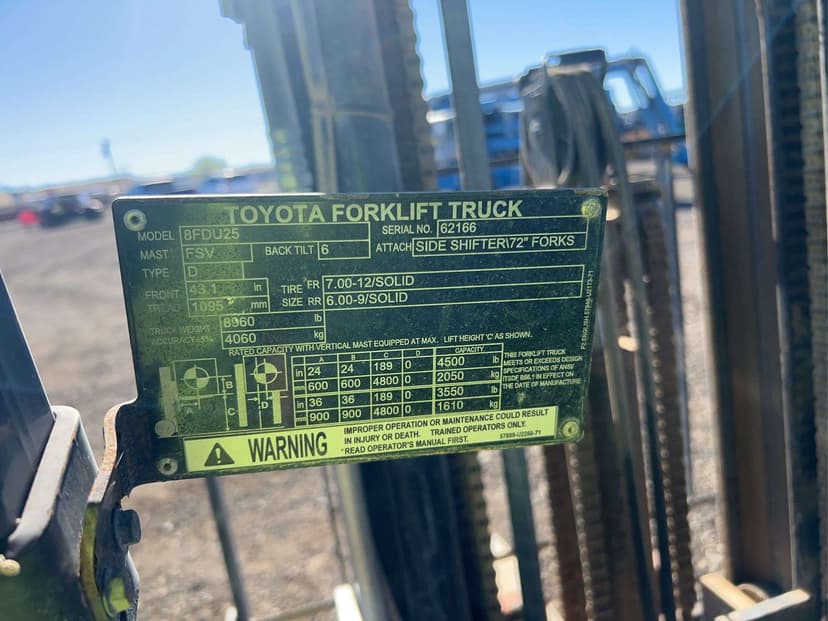 TOYOTA FORKLIFT TRUCK
MODEL 8FDU25 SERIAL NO. 62166
MAST FSV BACK TILT 6 ATTACH SIDE SHIFTER\72" FORKS
TYPE D
FRONT TREAD 43.1 in TIRE SIZE FR 7.00-12/SOLID
1095 mm RR 6.00-9/SOLID
TRUCK WEIGHT 8960 lb
ACCURACY±5% 4060 kg
RATED CAPACITY WITH VERTICAL MAST EQUIPPED AT MAX. LIFT HEIGHT 'C' AS SHOWN.
A B C D CAPACITY
in 24 24 189 0 4500 lb
600 600 4800 0 2050 kg
in 36 36 189 0 3550 lb
900 900 4800 0 1610 kg
B
A
C
D
THIS FORKLIFT TRUCK
MEETS OR EXCEEDS DESIGN
SPECIFICATIONS OF ANSI
ITSDF B56.1 IN EFFECT ON
THE DATE OF MANUFACTURE
WARNING
IMPROPER OPERATION OR MAINTENANCE COULD RESULT
IN INJURY OR DEATH. TRAINED OPERATORS ONLY.
READ OPERATOR'S MANUAL FIRST.